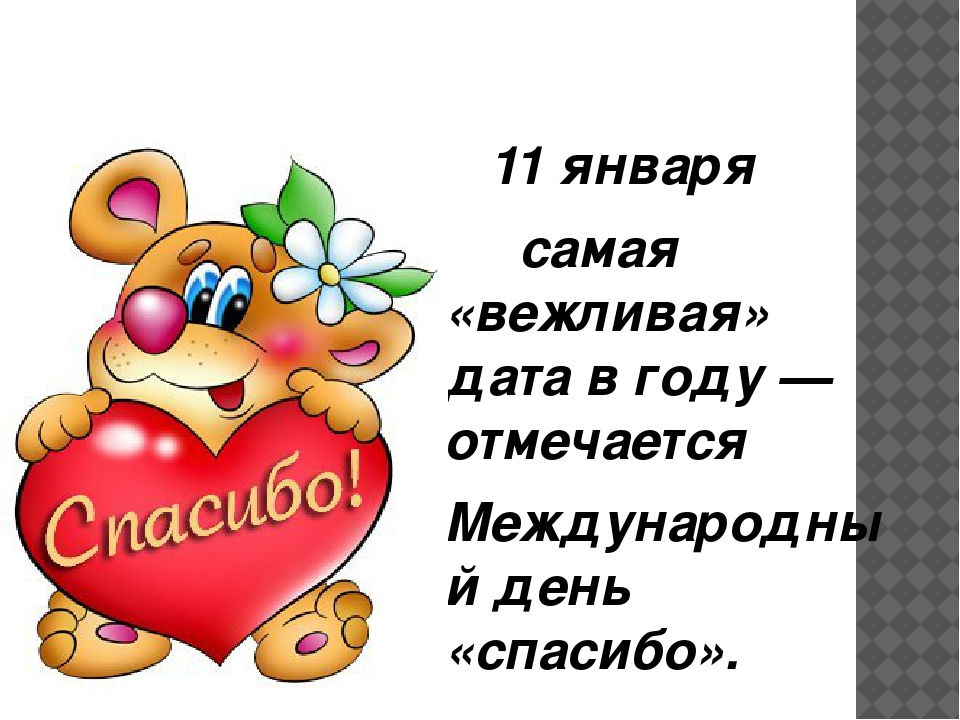 11 января
самая
«вежливая»
дата в году —
отмечается
Международны
й день
«спасибо».
Спасибо!